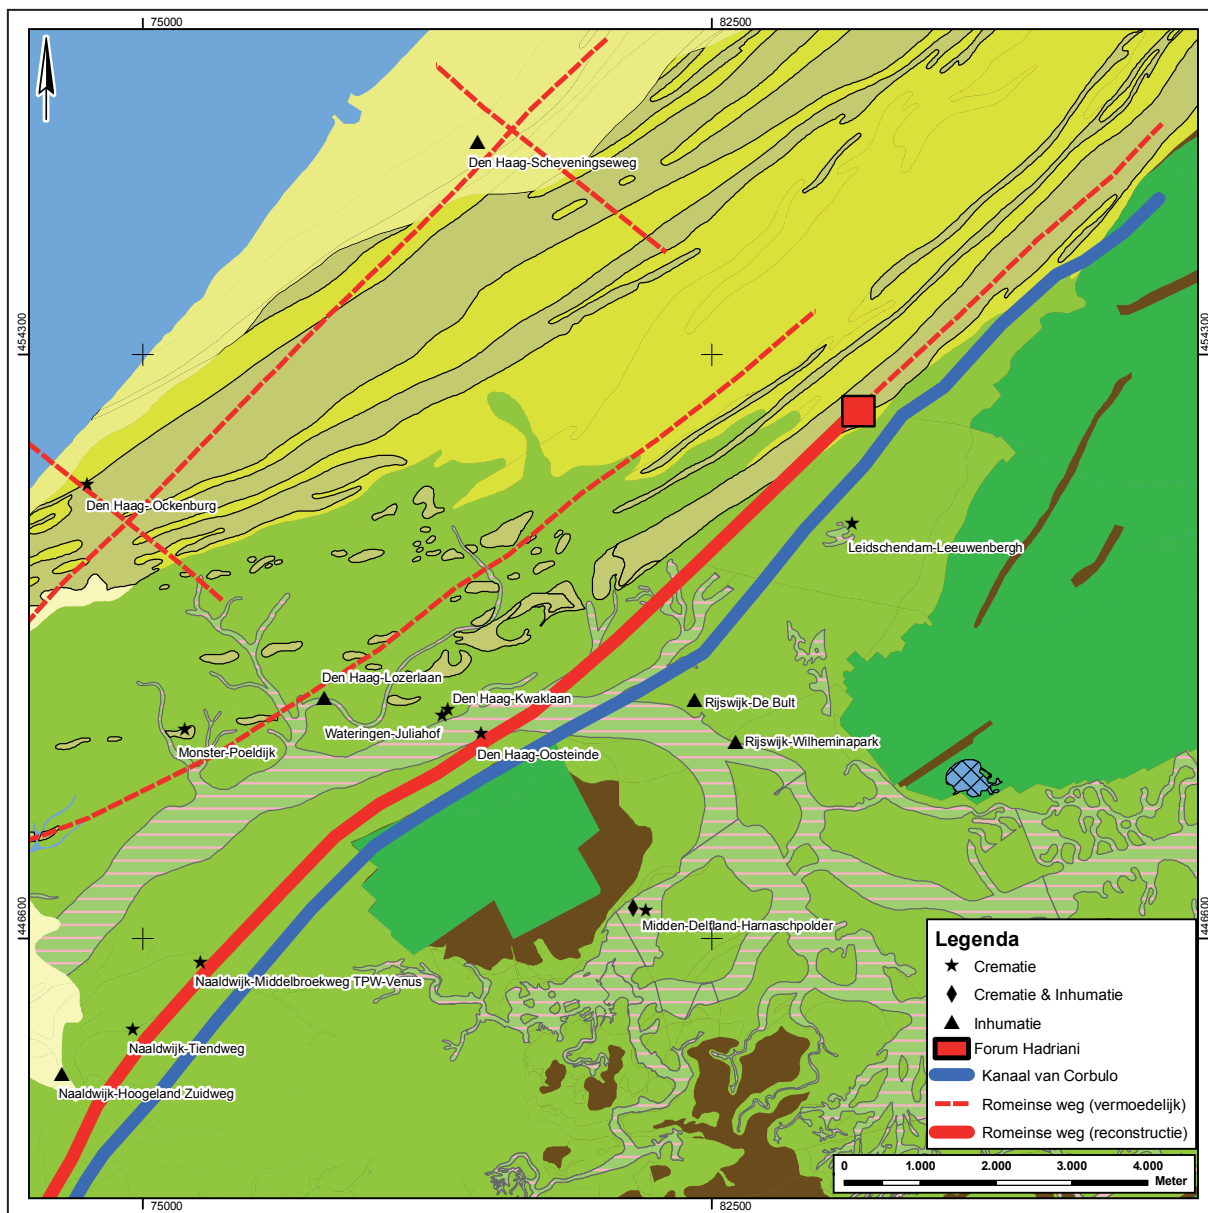 75000
82500
454300
454300
Den Haag-Scheveningseweg
Den Haag- Ockenburg
Leidschendam-Leeuwenbergh
Den Haag-Lozerlaan
Den Haag-Kwaklaan
Rijswijk-De Bult
Wateringen-Juliahof
Monster-Poeldijk
Den Haag-Oosteinde
Rijswijk-Wilheminapark
446600
446600
Midden-Delfland-Harnaschpolder
Naaldwijk-Middelbroekweg TPW-Venus
Naaldwijk-Tiendweg
Naaldwijk-Hoogeland Zuidweg
Legenda
Crematie
Crematie & Inhumatie
Inhumatie
Forum Hadriani
Kanaal van Corbulo
Romeinse weg (vermoedelijk)
Romeinse weg (reconstructie)
0 1.000 2.000 3.000 4.000
Meter
75000
82500